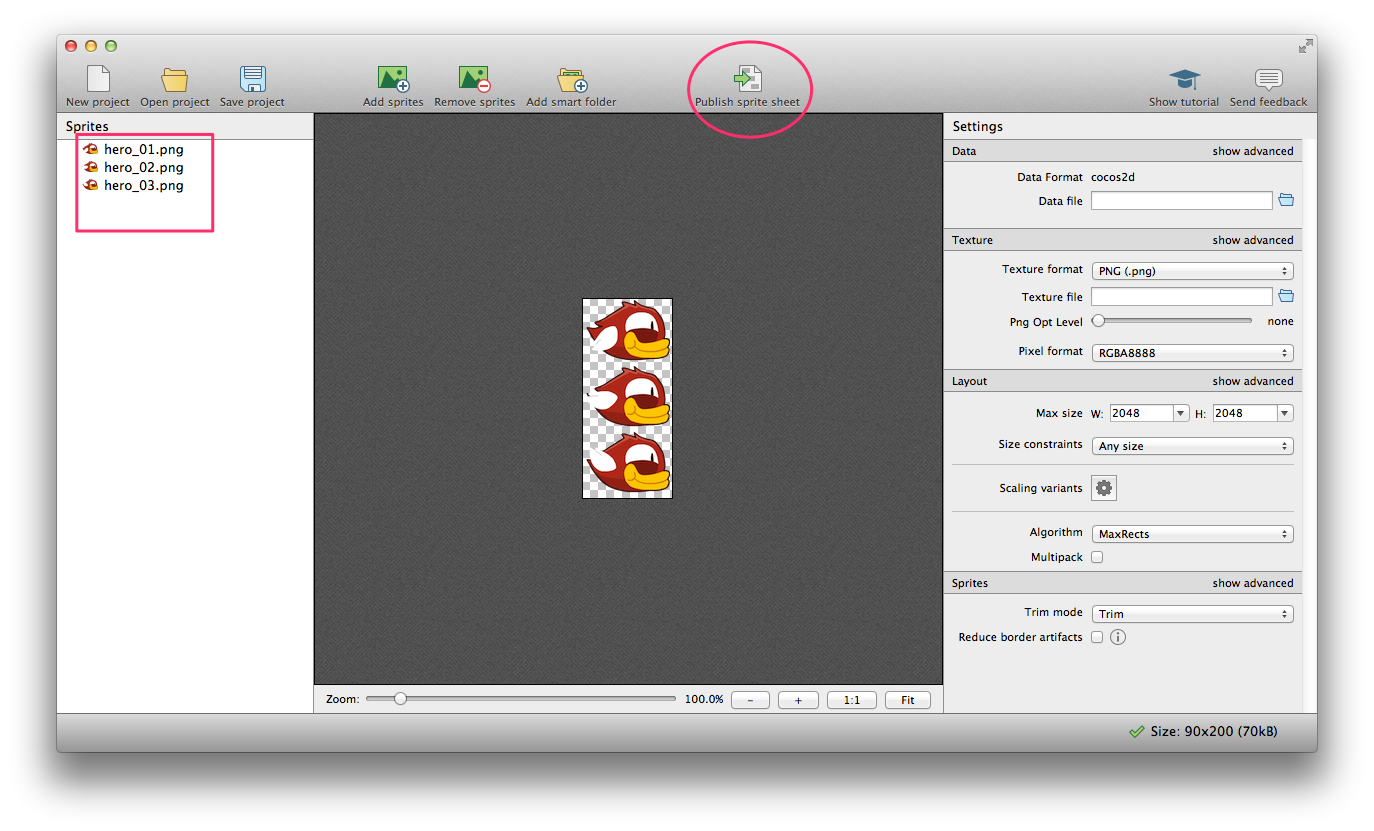 New project Open project Save project Add sprites Remove sprites Add smart folder Publish sprite sheet Show tutorial Send feedback
Sprites
hero_01.png
hero_02.png
hero_03.png
Settings
Data show advanced
Data Format cocos2d
Data file
Texture show advanced
Texture format PNG (.png)
Texture file
Png Opt Level none
Pixel format RGBA8888
Layout show advanced
Max size W: 2048 H: 2048
Size constraints Any size
Scaling variants
Algorithm MaxRects
Multipack
Sprites show advanced
Trim mode Trim
Reduce border artifacts i
Zoom: 100.0% - + 1:1 Fit
Size: 90x200 (70kB)